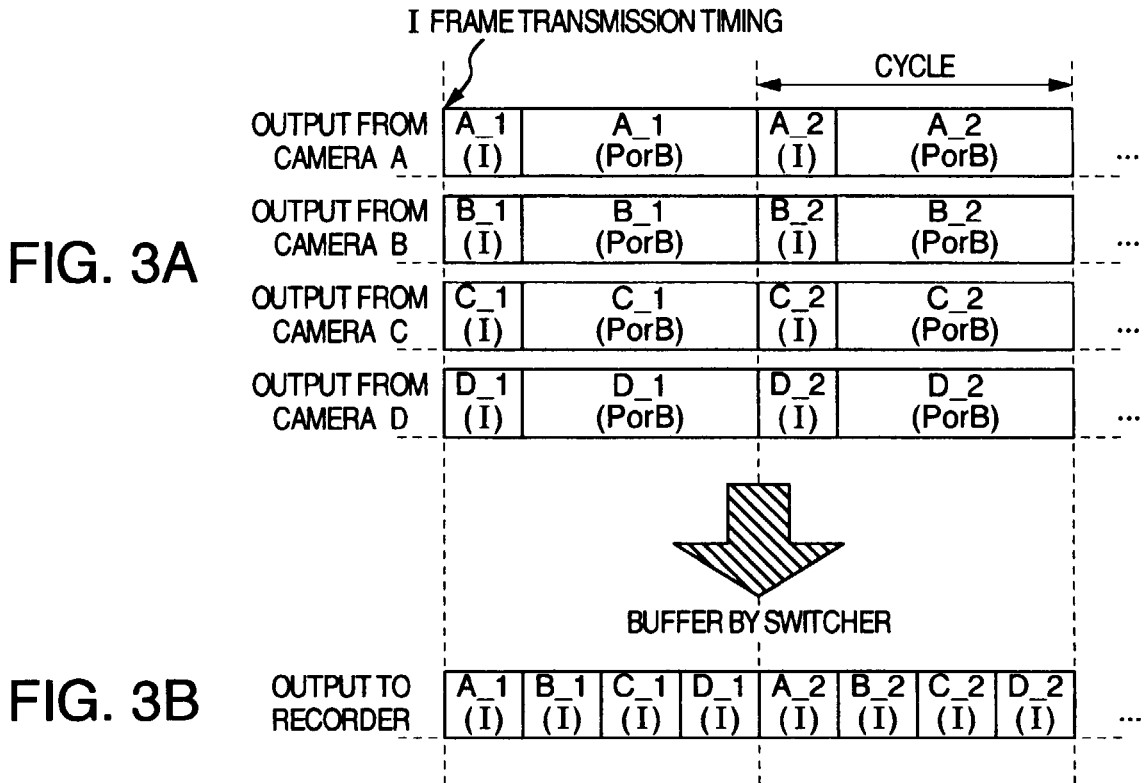 I FRAME TRANSMISSION TIMING
CYCLE
FIG. 3A
OUTPUT FROM CAMERA A
A_1 (I) A_1 (PorB) A_2 (I) A_2 (PorB) ...
OUTPUT FROM CAMERA B
B_1 (I) B_1 (PorB) B_2 (I) B_2 (PorB) ...
OUTPUT FROM CAMERA C
C_1 (I) C_1 (PorB) C_2 (I) C_2 (PorB) ...
OUTPUT FROM CAMERA D
D_1 (I) D_1 (PorB) D_2 (I) D_2 (PorB) ...
BUFFER BY SWITCHER
FIG. 3B
OUTPUT TO RECORDER
A_1 (I) B_1 (I) C_1 (I) D_1 (I) A_2 (I) B_2 (I) C_2 (I) D_2 (I) ...